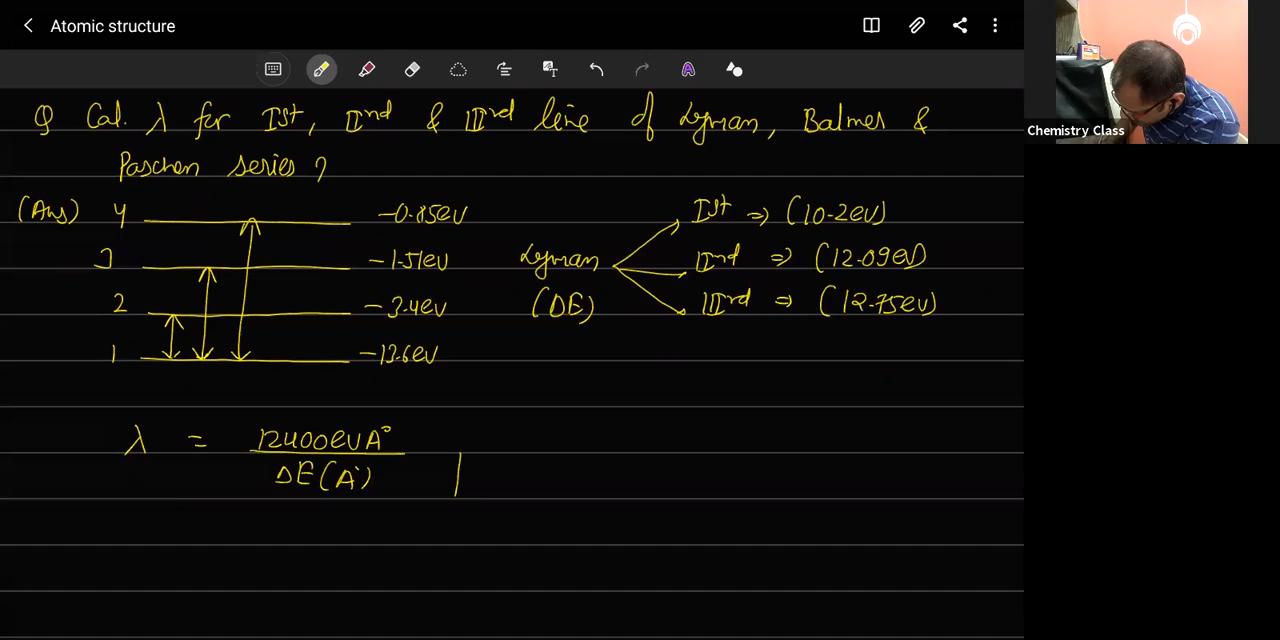 Atomic structure
Chemistry Class
Q Cal. λ for Ist, IInd & IIIrd line of Lyman, Balmer &
Paschen series ?
(Ans) 4 -0.85eV Ist ⇒ (10.2eV)
3 -1.51eV Lyman IInd ⇒ (12.09eV)
2 -3.4eV (DE) IIIrd ⇒ (12.75eV)
1 -13.6eV
λ = 12400eVA°
ΔE(A°)